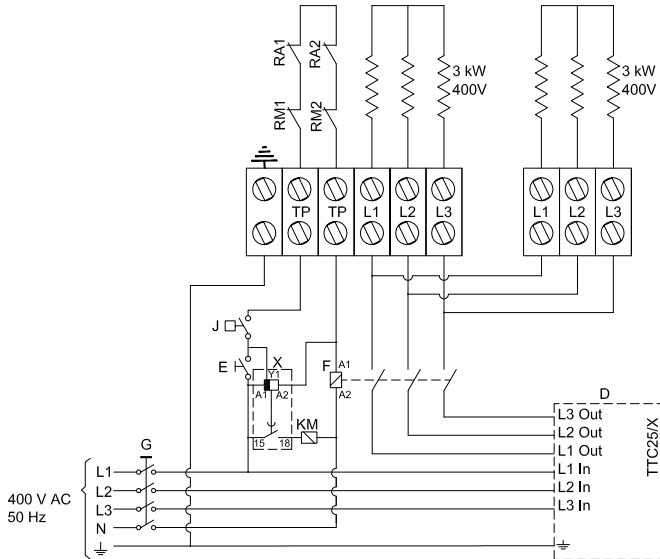 RA1
RA2
3 kW
400V
3 kW
400V
RM1
RM2
TP
TP
L1
L2
L3
L1
L2
L3
J
E
X
Y1
A1
A2
F
A1
A2
15
18
KM
D
L3 Out
L2 Out
L1 Out
L1 In
L2 In
L3 In
TTC25/X
G
400 V AC
50 Hz
L1
L2
L3
N